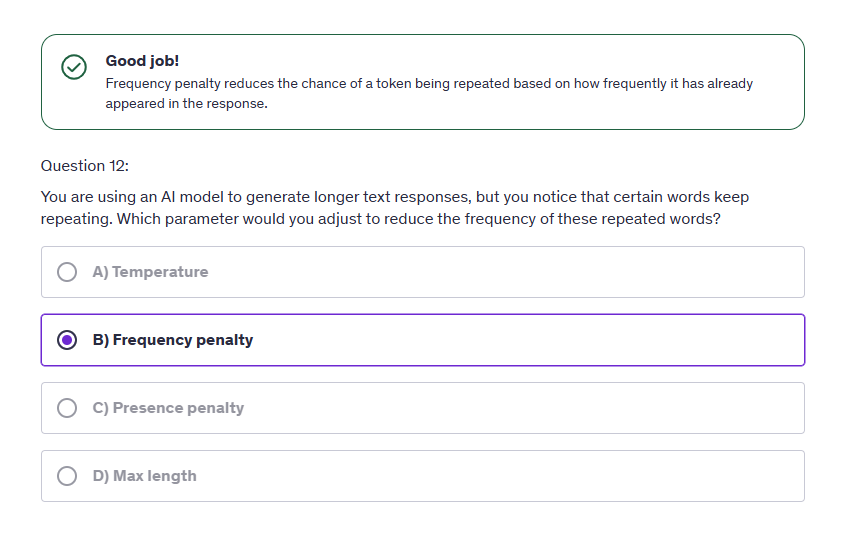 Good job!
Frequency penalty reduces the chance of a token being repeated based on how frequently it has already
appeared in the response.
Question 12:
You are using an AI model to generate longer text responses, but you notice that certain words keep
repeating. Which parameter would you adjust to reduce the frequency of these repeated words?
A) Temperature
B) Frequency penalty
C) Presence penalty
D) Max length